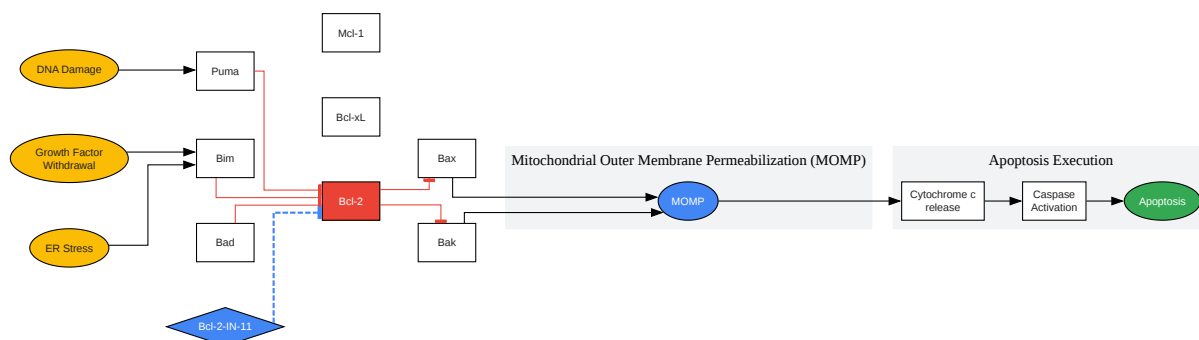 Mcl-1
DNA Damage
Puma
Bcl-xL
Growth Factor
Withdrawal
Bim
Bax
Mitochondrial Outer Membrane Permeabilization (MOMP)
Apoptosis Execution
Bcl-2
MOMP
Cytochrome c
release
Caspase
Activation
Apoptosis
ER Stress
Bad
Bak
Bcl-2-IN-11